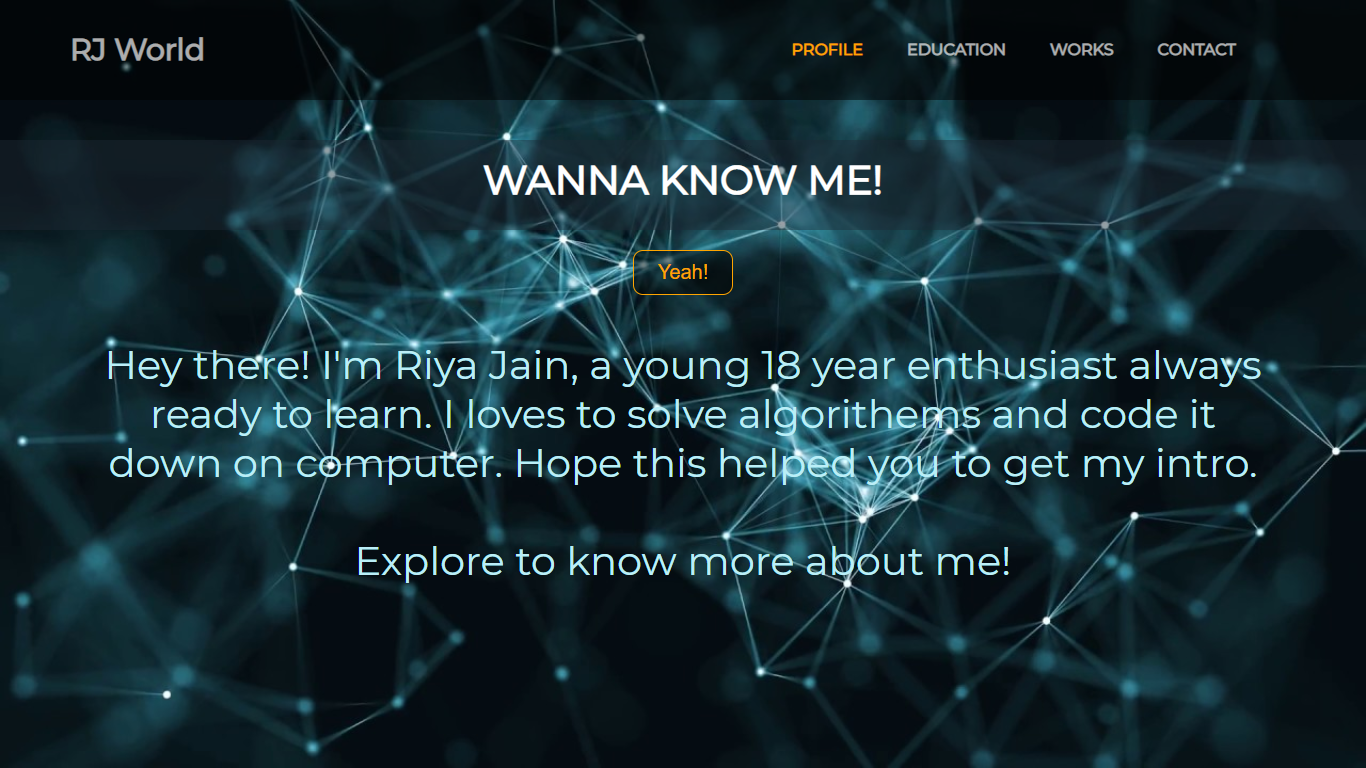 RJ World
PROFILE EDUCATION WORKS CONTACT
WANNA KNOW ME!
Yeah!
Hey there! I'm Riya Jain, a young 18 year enthusiast always
ready to learn. I loves to solve algorithems and code it
down on computer. Hope this helped you to get my intro.
Explore to know more about me!